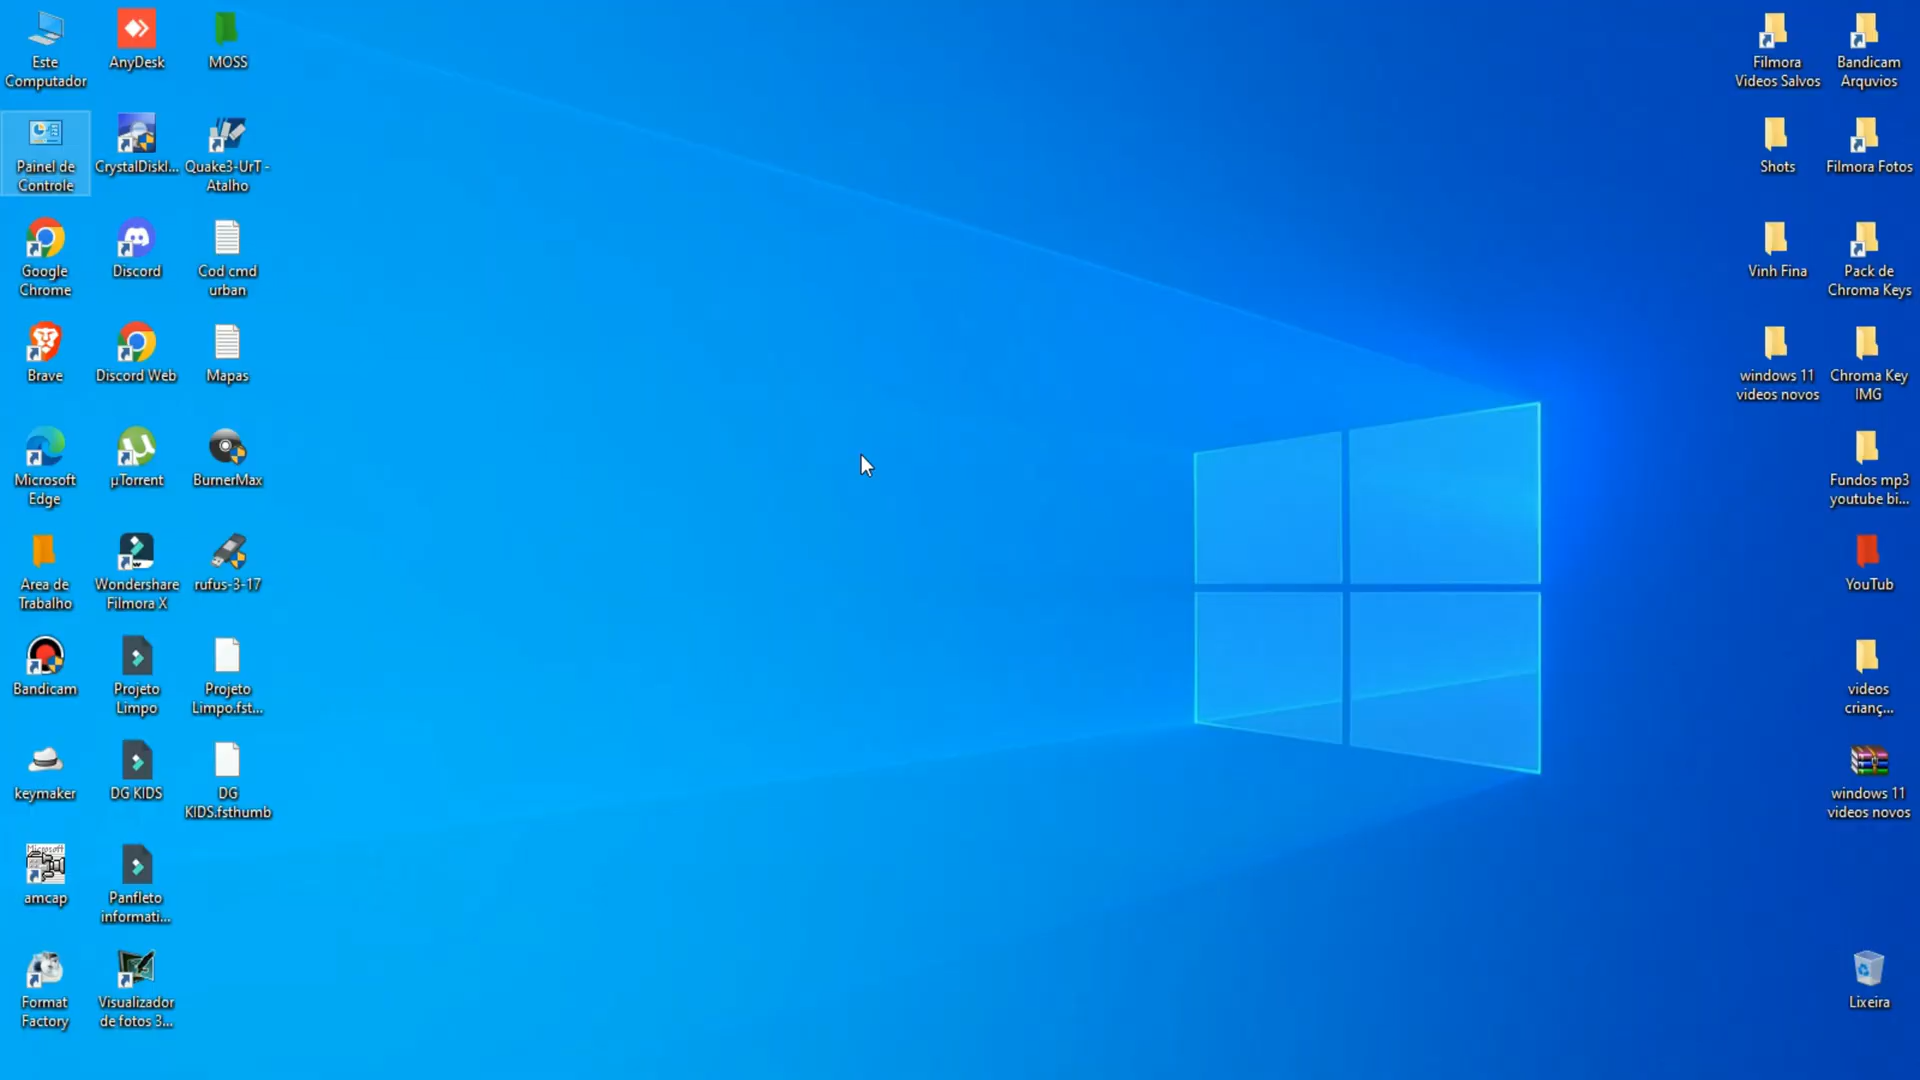 Este
Computador
AnyDesk
MOSS
Painel de
Controle
CrystalDiskI...
Quake3-UrT -
Atalho
Google
Chrome
Discord
Cod cmd
urban
Brave
Discord Web
Mapas
Microsoft
Edge
µTorrent
BurnerMax
Area de
Trabalho
Wondershare
Filmora X
rufus-3-17
Bandicam
Projeto
Limpo
Projeto
Limpo.fst...
keymaker
DG KIDS
DG
KIDS.fsthumb
Microsoft
amcap
Panfleto
informati...
Format
Factory
Visualizador
de fotos 3...
Filmora
Videos Salvos
Bandicam
Arquvios
Shots
Filmora Fotos
Vinh Fina
Pack de
Chroma Keys
windows 11
videos novos
Chroma Key
IMG
Fundos mp3
youtube bi...
YouTub
videos
crianç...
windows 11
videos novos
Lixeira